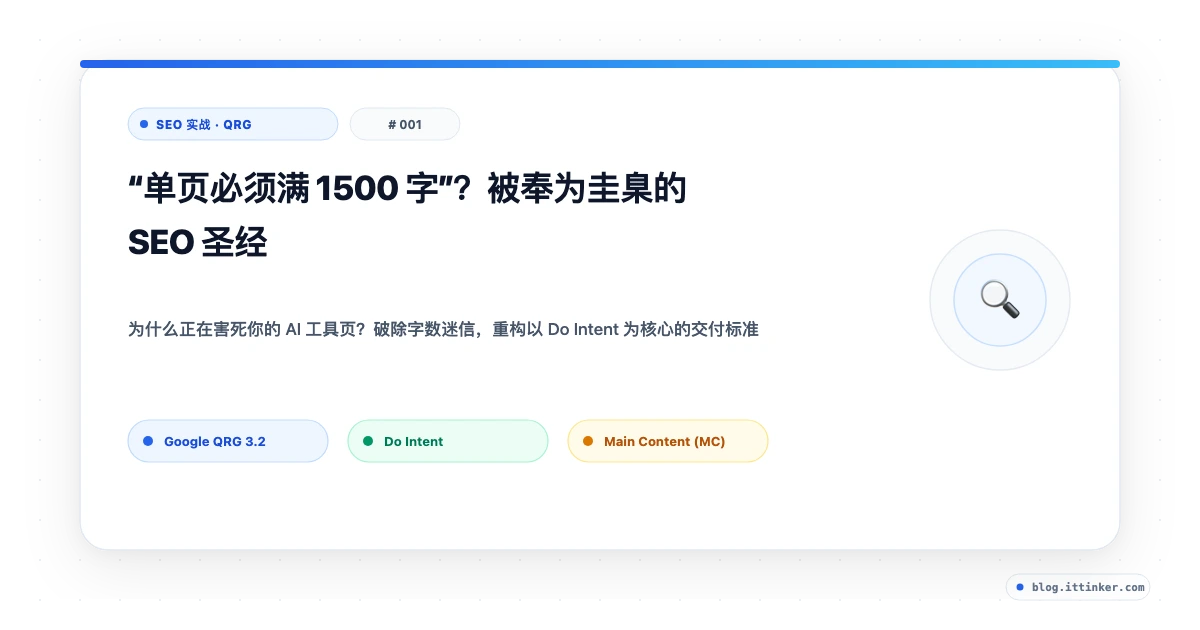 SEO 实战 · QRG
# 001
“单页必须满 1500 字”？被奉为圭臬的
SEO 圣经
为什么正在害死你的 AI 工具页？破除字数迷信，重构以 Do Intent 为核心的交付标准
Google QRG 3.2
Do Intent
Main Content (MC)
blog.ittinker.com